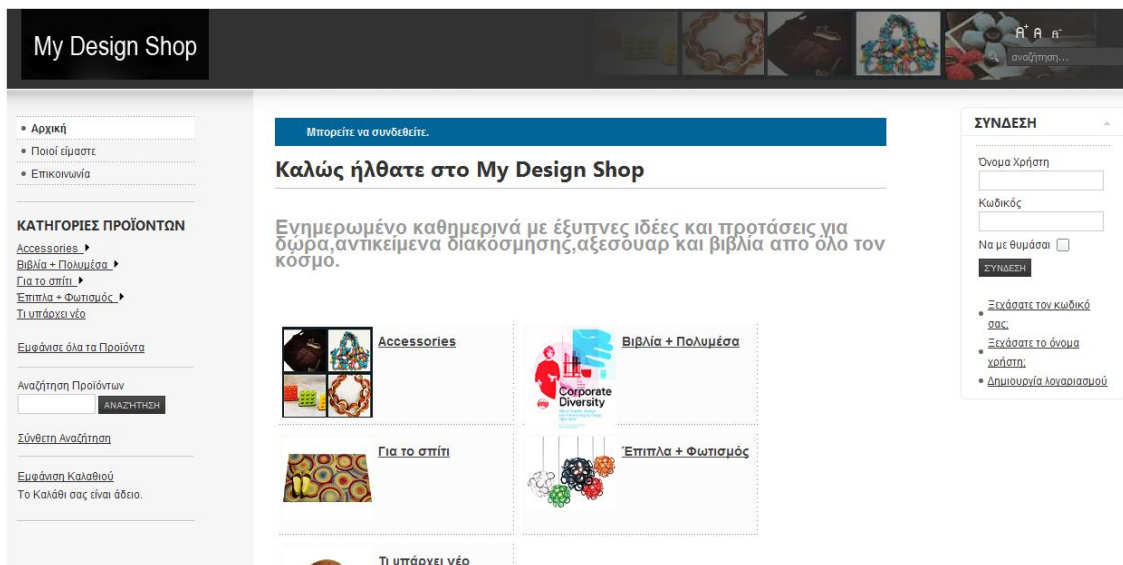 My Design Shop
A+ A A-
αναζήτηση...
Αρχική
Ποιοί είμαστε
Επικοινωνία
ΚΑΤΗΓΟΡΙΕΣ ΠΡΟΪΟΝΤΩΝ
Accessories
Βιβλία + Πολυμέσα
Για το σπίτι
Έπιπλα + Φωτισμός
Τι υπάρχει νέο
Εμφάνισε όλα τα Προϊόντα
Αναζήτηση Προϊόντων
ΑΝΑΖΉΤΗΣΗ
Σύνθετη Αναζήτηση
Εμφάνιση Καλαθιού
Το Καλάθι σας είναι άδειο.
Μπορείτε να συνδεθείτε.
Καλώς ήλθατε στο My Design Shop
Ενημερωμένο καθημερινά με έξυπνες ιδέες και προτάσεις για
δώρα,αντικείμενα διακόσμησης,αξεσουάρ και βιβλία απο όλο τον
κόσμο.
Accessories
Βιβλία + Πολυμέσα
Corporate
Diversity
Για το σπίτι
Έπιπλα + Φωτισμός
Τι υπάρχει νέο
ΣΥΝΔΕΣΗ
Όνομα Χρήστη
Κωδικός
Να με θυμάσαι
ΣΎΝΔΕΣΗ
Ξεχάσατε τον κωδικό
σας;
Ξεχάσατε το όνομα
χρήστη;
Δημιουργία λογαριασμού